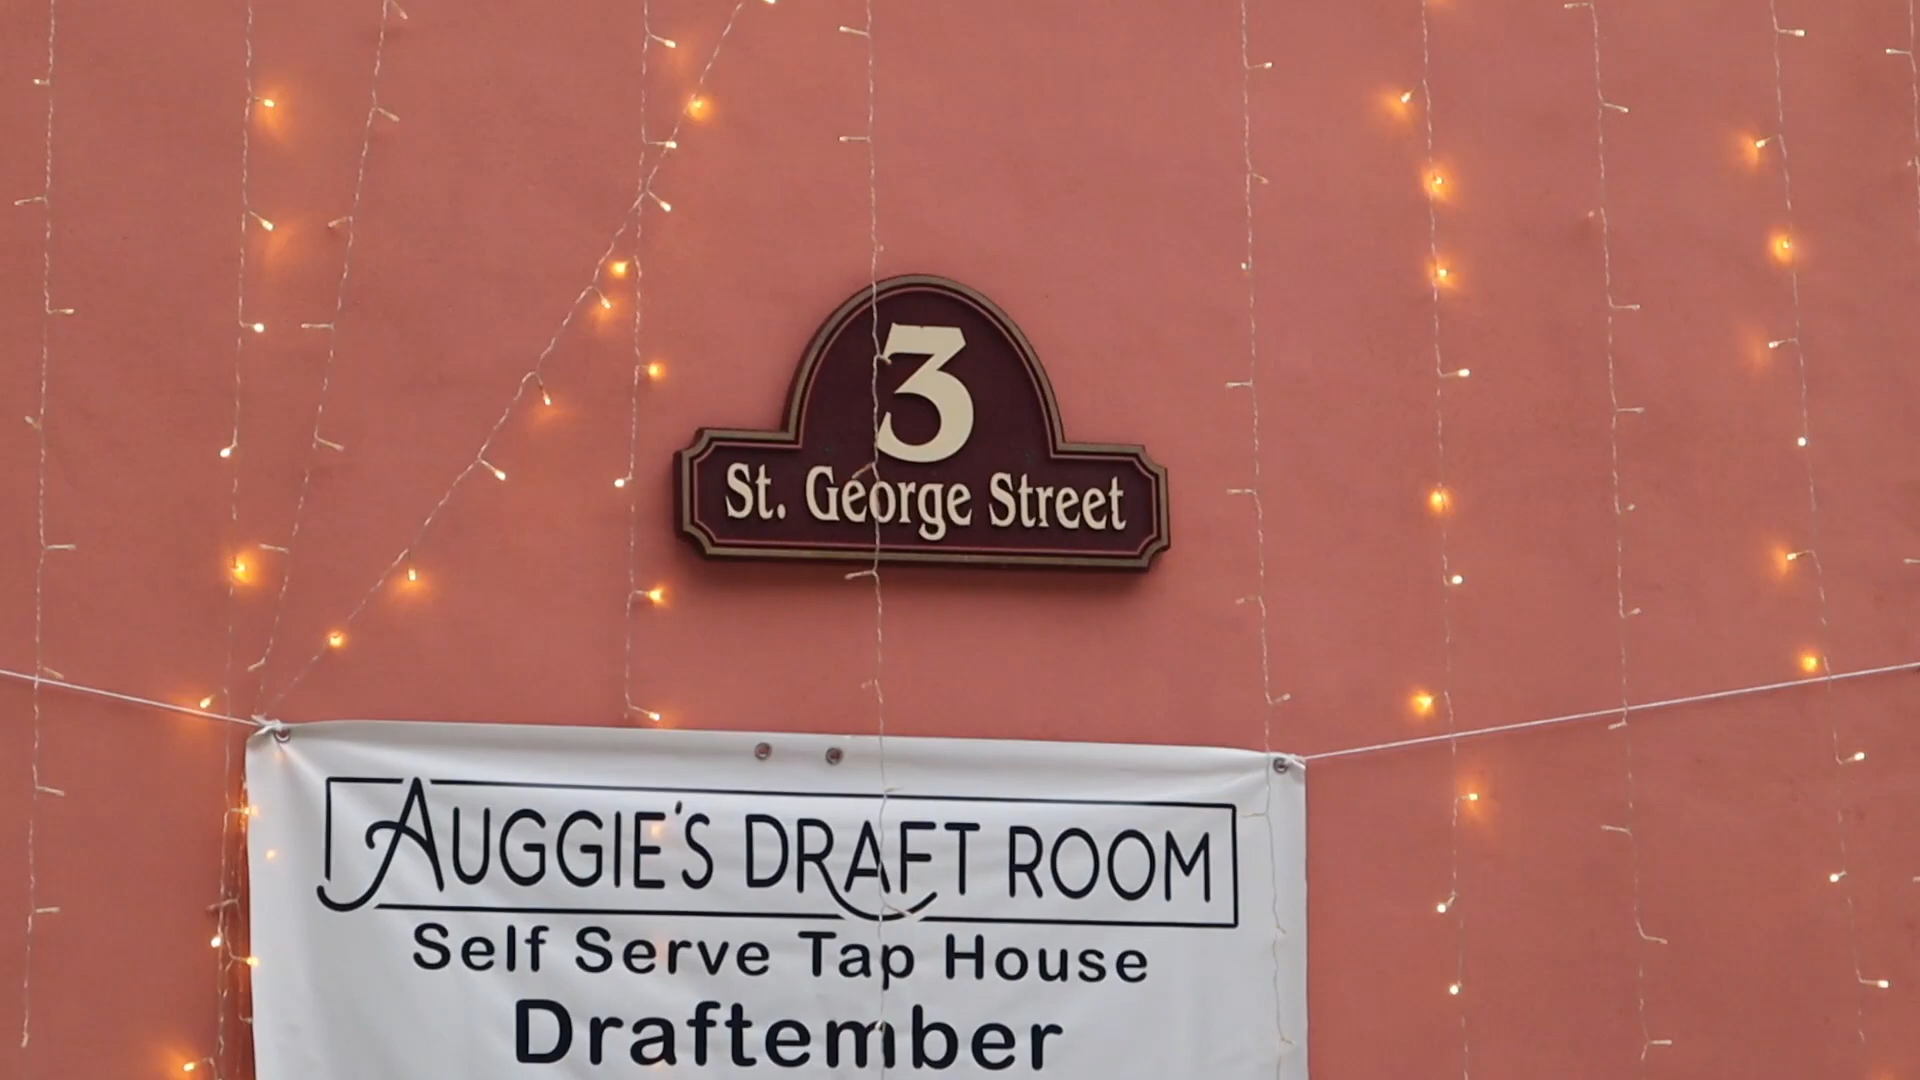 3
St. George Street
AUGGIE'S DRAFT ROOM
Self Serve Tap House
Draftember